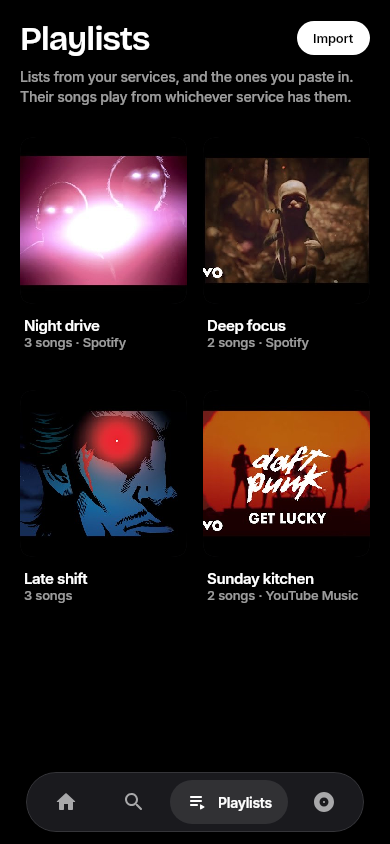 Playlists
Import
Lists from your services, and the ones you paste in.
Their songs play from whichever service has them.
VO
Night drive
3 songs · Spotify
Deep focus
2 songs · Spotify
daft
punk
GET LUCKY
VO
Late shift
3 songs
Sunday kitchen
2 songs · YouTube Music
Playlists